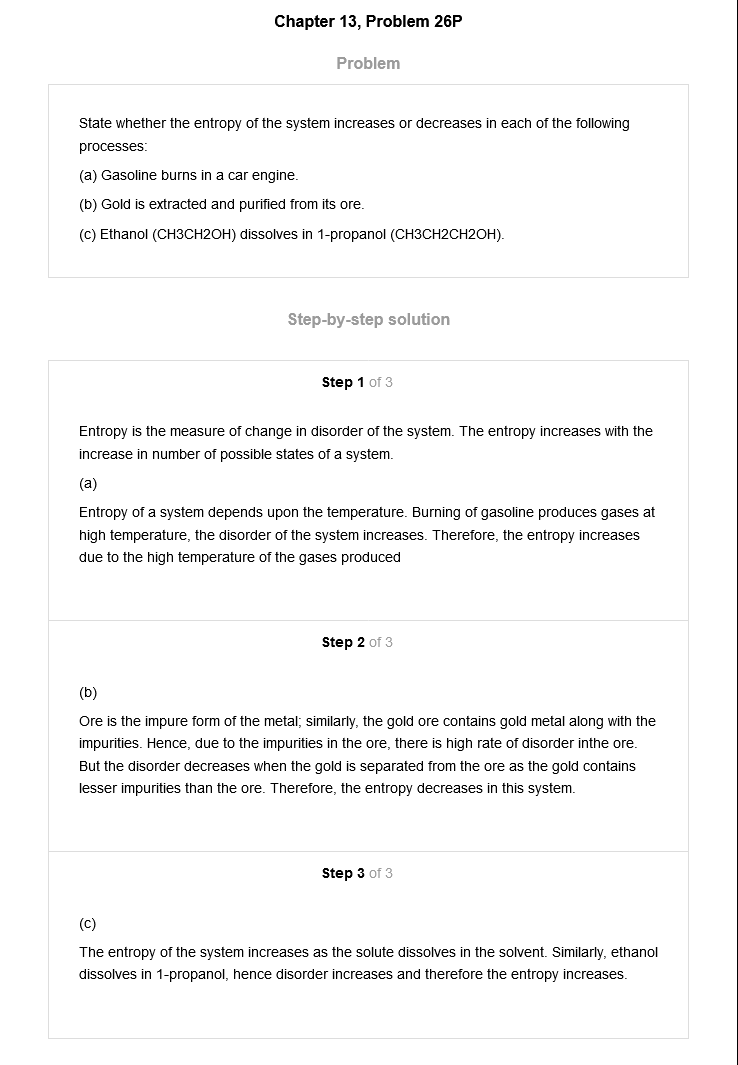 Chapter 13, Problem 26P
Problem
State whether the entropy of the system increases or decreases in each of the following
processes:
(a) Gasoline burns in a car engine.
(b) Gold is extracted and purified from its ore.
(c) Ethanol (CH3CH2OH) dissolves in 1-propanol (CH3CH2CH2OH).
Step-by-step solution
Step 1 of 3
Entropy is the measure of change in disorder of the system. The entropy increases with the
increase in number of possible states of a system.
(a)
Entropy of a system depends upon the temperature. Burning of gasoline produces gases at
high temperature, the disorder of the system increases. Therefore, the entropy increases
due to the high temperature of the gases produced
Step 2 of 3
(b)
Ore is the impure form of the metal; similarly, the gold ore contains gold metal along with the
impurities. Hence, due to the impurities in the ore, there is high rate of disorder inthe ore.
But the disorder decreases when the gold is separated from the ore as the gold contains
lesser impurities than the ore. Therefore, the entropy decreases in this system.
Step 3 of 3
(c)
The entropy of the system increases as the solute dissolves in the solvent. Similarly, ethanol
dissolves in 1-propanol, hence disorder increases and therefore the entropy increases.